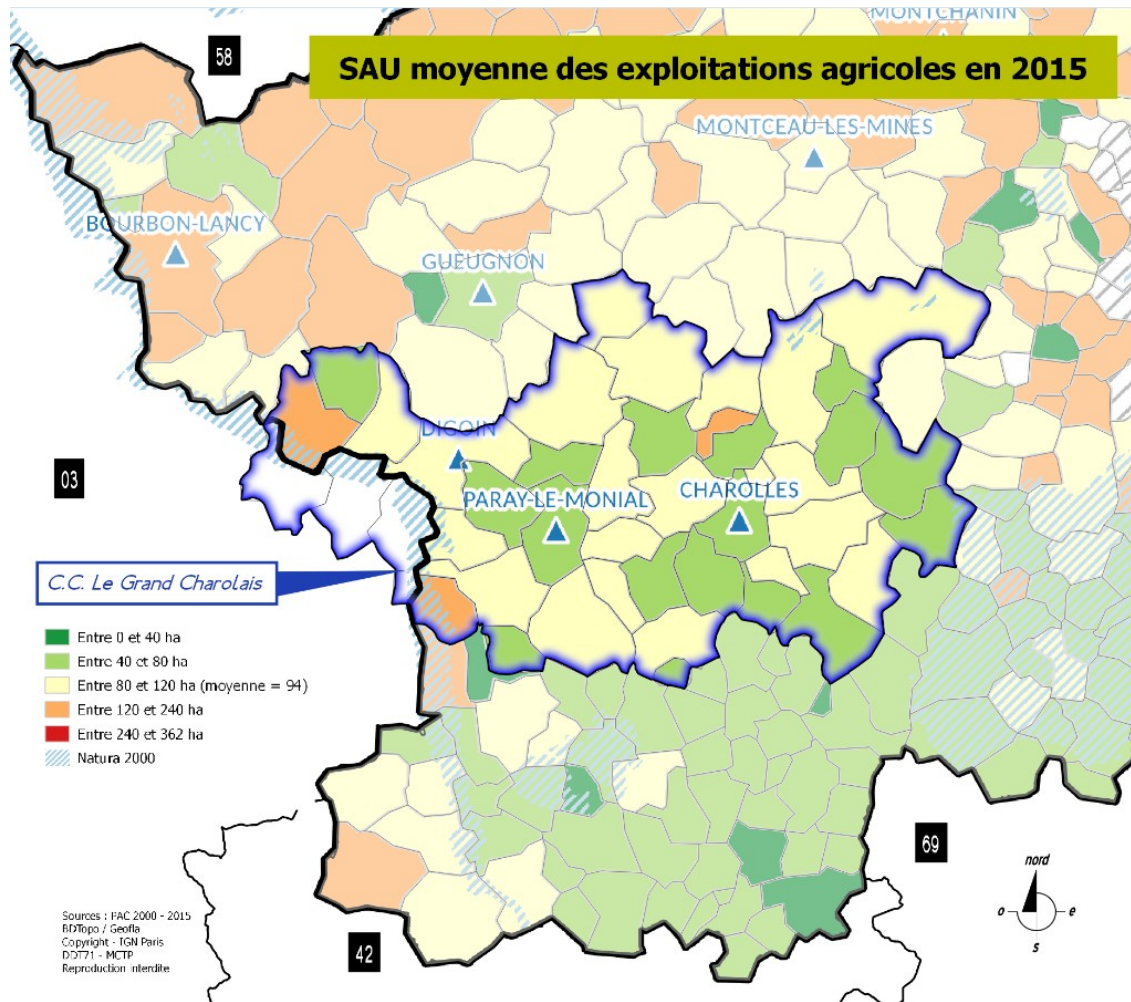 MONTCHANIN
58
SAU moyenne des exploitations agricoles en 2015
MONTCEAU-LES-MINES
BOURBON-LANCY
GUEUGNON
DIGOIN
03
PARAY-LE-MONIAL
CHAROLLES
C.C. Le Grand Charolais
Entre 0 et 40 ha
Entre 40 et 80 ha
Entre 80 et 120 ha (moyenne = 94)
Entre 120 et 240 ha
Entre 240 et 362 ha
Natura 2000
69
nord
o
e
s
Sources : PAC 2000 - 2015
BDTopo / Geofla
Copyright - IGN Paris
DDT71 - MCTP
Reproduction interdite
42